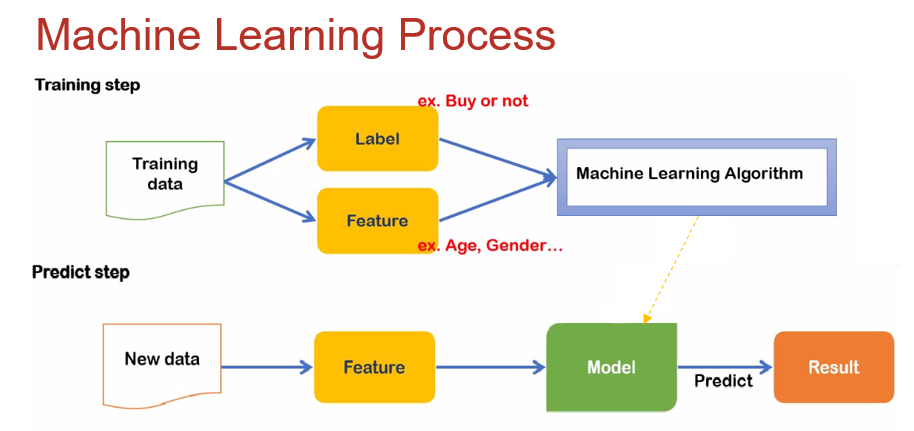 Machine Learning Process
Training step
ex. Buy or not
Label
Training
data
Machine Learning Algorithm
Feature
ex. Age, Gender...
Predict step
New data
Feature
Model
Predict
Result